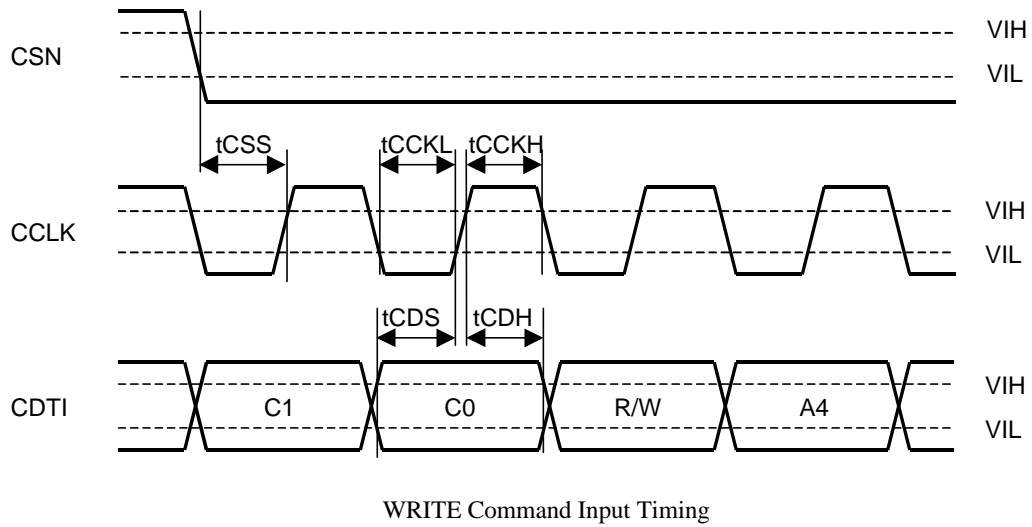 CSN
VIH
VIL
tCSS
tCCKL
tCCKH
CCLK
VIH
VIL
tCDS
tCDH
CDTI
C1
C0
R/W
A4
VIH
VIL
WRITE Command Input Timing